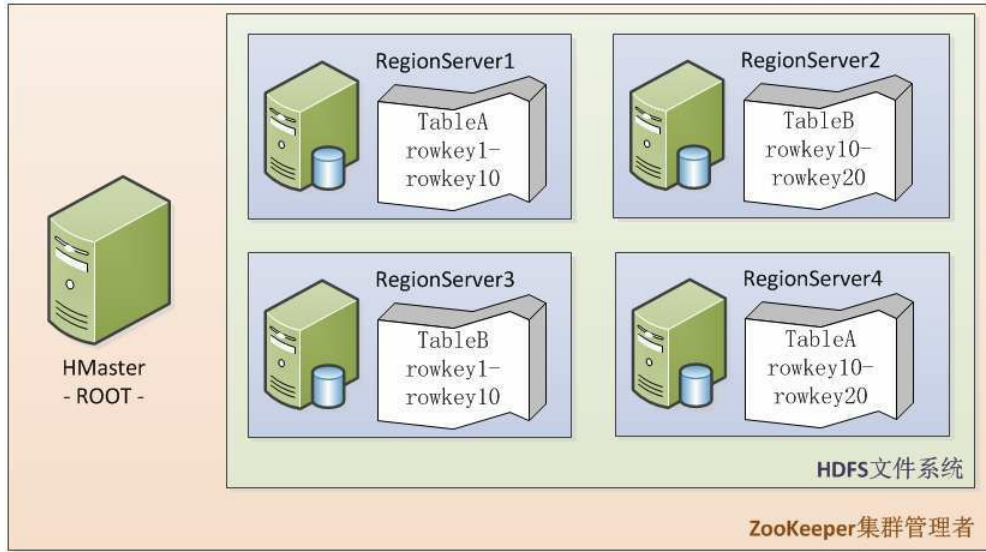 RegionServer1
TableA
rowkey1-
rowkey10
RegionServer2
TableB
rowkey10-
rowkey20
HMaster
- ROOT -
RegionServer3
TableB
rowkey1-
rowkey10
RegionServer4
TableA
rowkey10-
rowkey20
HDFS文件系统
ZooKeeper集群管理者